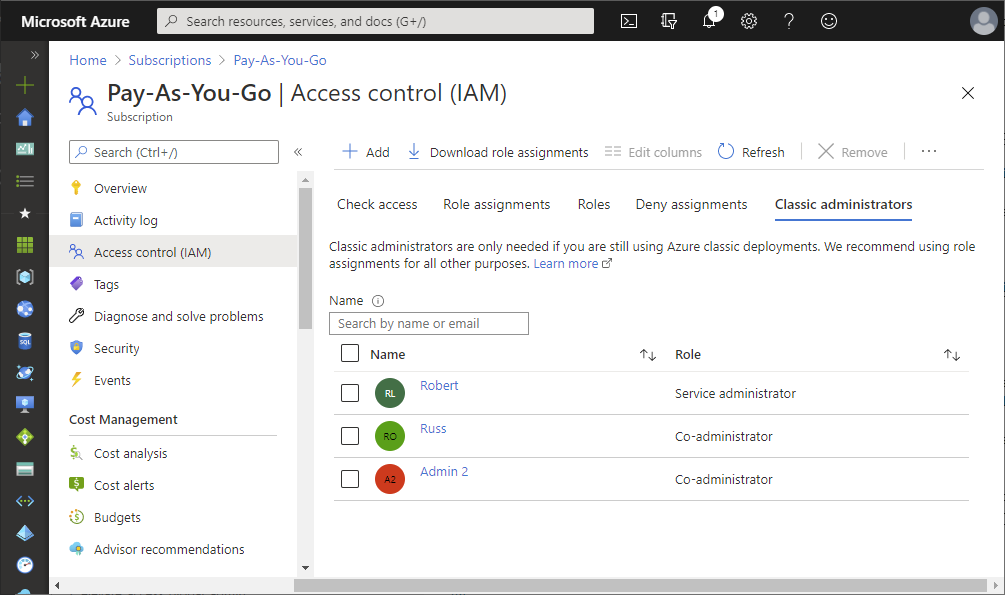 Microsoft Azure
Search resources, services, and docs (G+/)
1
Home > Subscriptions > Pay-As-You-Go
Pay-As-You-Go | Access control (IAM)
Subscription
Search (Ctrl+/)
Overview
Activity log
Access control (IAM)
Tags
Diagnose and solve problems
Security
Events
Cost Management
Cost analysis
Cost alerts
Budgets
Advisor recommendations
Add
Download role assignments
Edit columns
Refresh
Remove
Check access
Role assignments
Roles
Deny assignments
Classic administrators
Classic administrators are only needed if you are still using Azure classic deployments. We recommend using role
assignments for all other purposes. Learn more
Name
Search by name or email
Name Role
RL Robert Service administrator
RO Russ Co-administrator
A2 Admin 2 Co-administrator
SQL